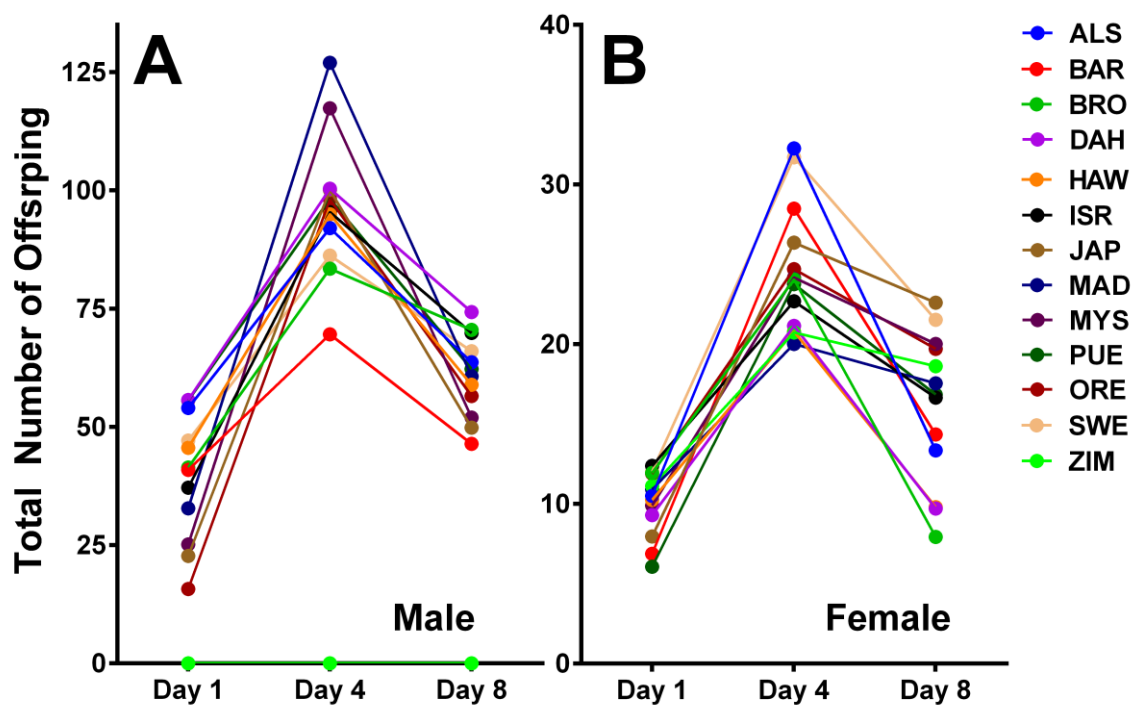 A
B
Total Number of Offsrping
125
100
75
50
25
0
Day 1 Day 4 Day 8
Male
40
30
20
10
0
Day 1 Day 4 Day 8
Female
ALS
BAR
BRO
DAH
HAW
ISR
JAP
MAD
MYS
PUE
ORE
SWE
ZIM